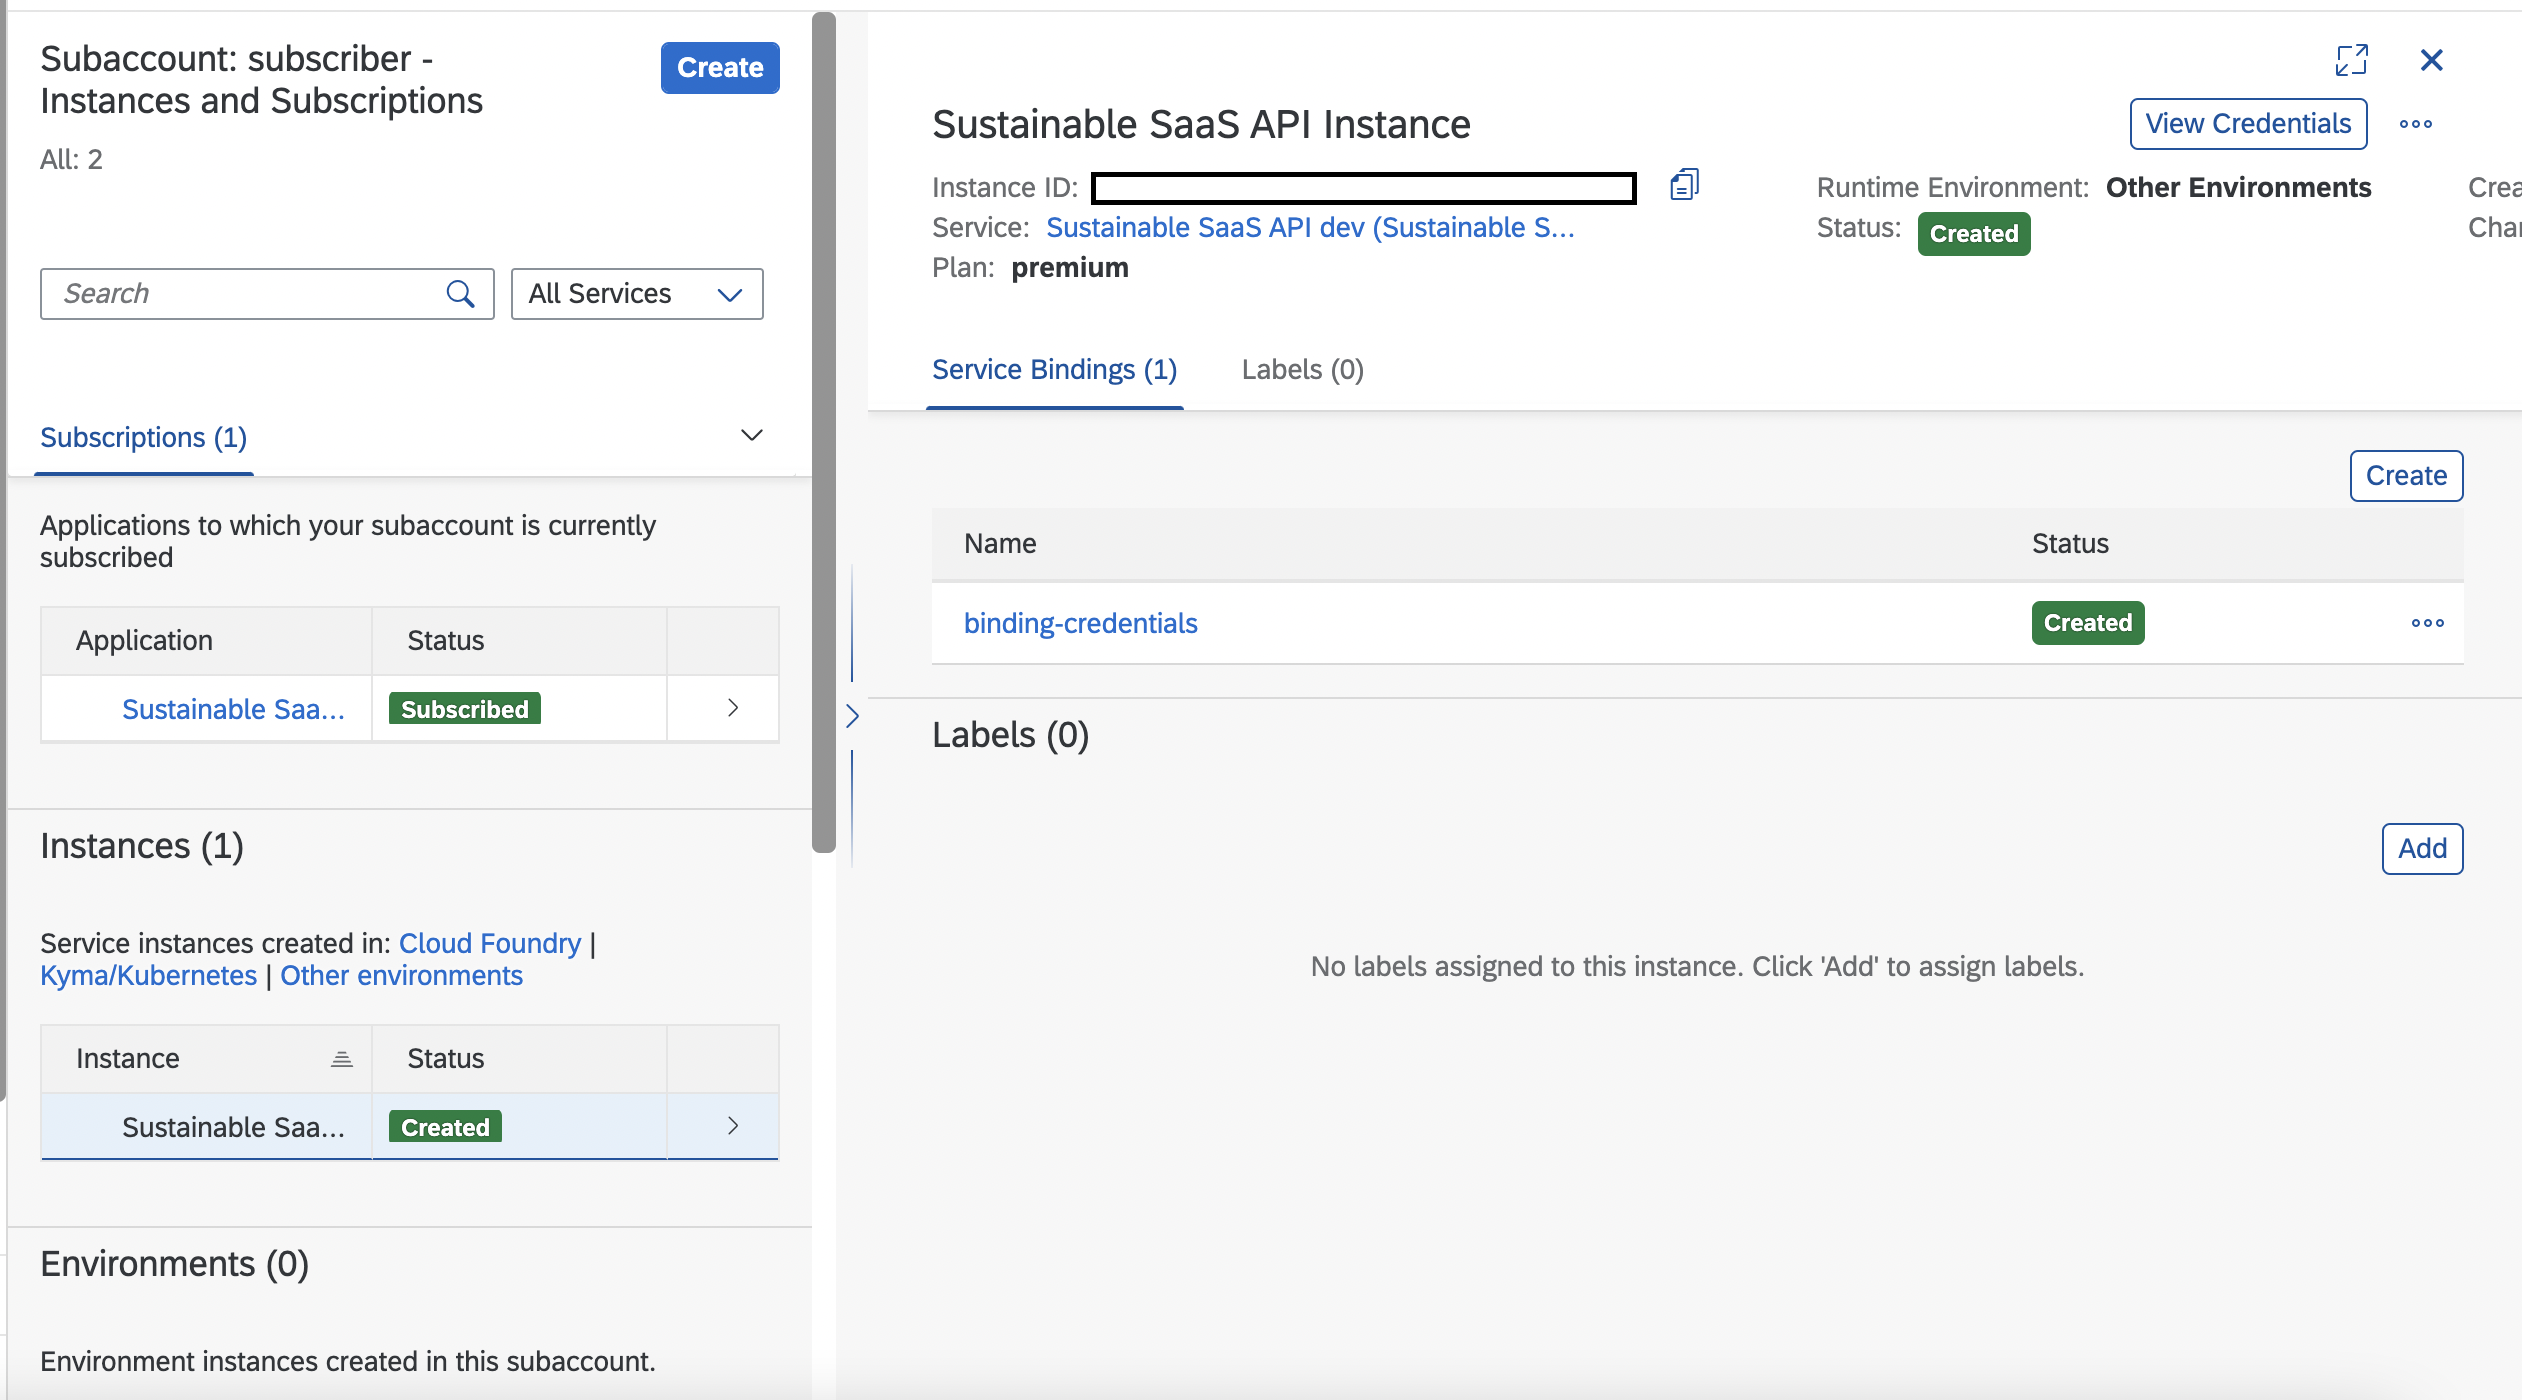 Subaccount: subscriber -
Instances and Subscriptions
Create
All: 2
Search
All Services
Subscriptions (1)
Applications to which your subaccount is currently
subscribed
Application Status
Sustainable Saa... Subscribed
Instances (1)
Service instances created in: Cloud Foundry |
Kyma/Kubernetes | Other environments
Instance Status
Sustainable Saa... Created
Environments (0)
Environment instances created in this subaccount.
Sustainable SaaS API Instance
View Credentials
Instance ID:
Service: Sustainable SaaS API dev (Sustainable S...
Plan: premium
Runtime Environment: Other Environments
Status: Created
Service Bindings (1) Labels (0)
Create
Name Status
binding-credentials Created
Labels (0)
Add
No labels assigned to this instance. Click 'Add' to assign labels.